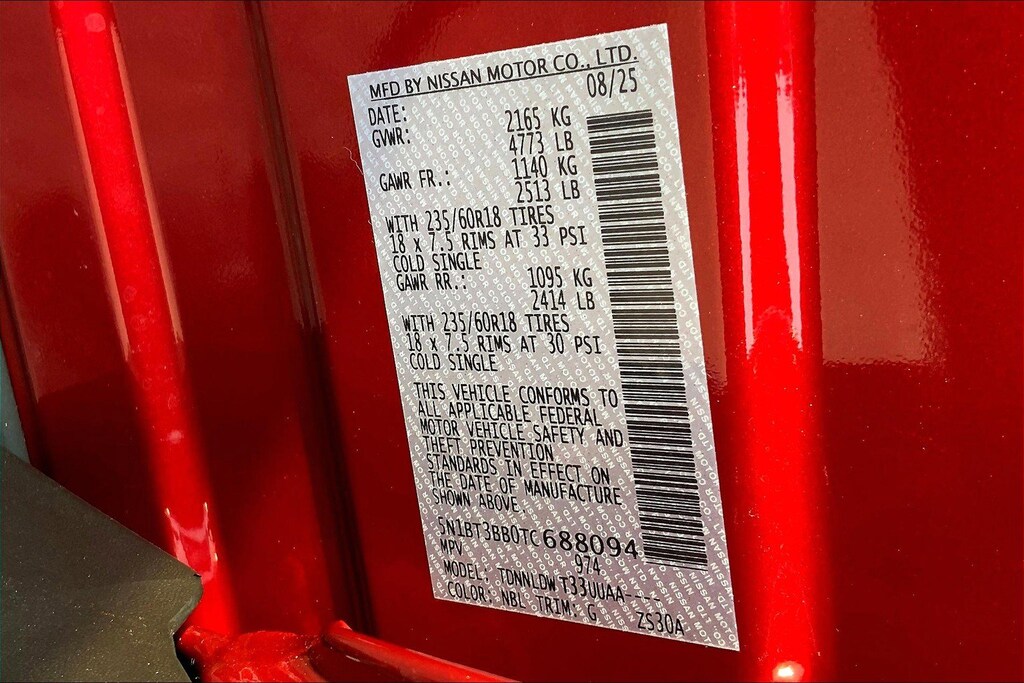 MFD BY NISSAN MOTOR CO., LTD.
DATE: 08/25
GVWR: 2165 KG
4773 LB
GAWR FR.: 1140 KG
2513 LB
WITH 235/60R18 TIRES
18 x 7.5 RIMS AT 33 PSI
COLD SINGLE
GAWR RR.: 1095 KG
2414 LB
WITH 235/60R18 TIRES
18 x 7.5 RIMS AT 30 PSI
COLD SINGLE
THIS VEHICLE CONFORMS TO
ALL APPLICABLE FEDERAL
MOTOR VEHICLE SAFETY AND
THEFT PREVENTION
STANDARDS IN EFFECT ON
THE DATE OF MANUFACTURE
SHOWN ABOVE.
5N1BT3BB0TC688094
MPV 974
MODEL: TDNNLDWT33UUAA----
COLOR: NBL TRIM: G ZS30A